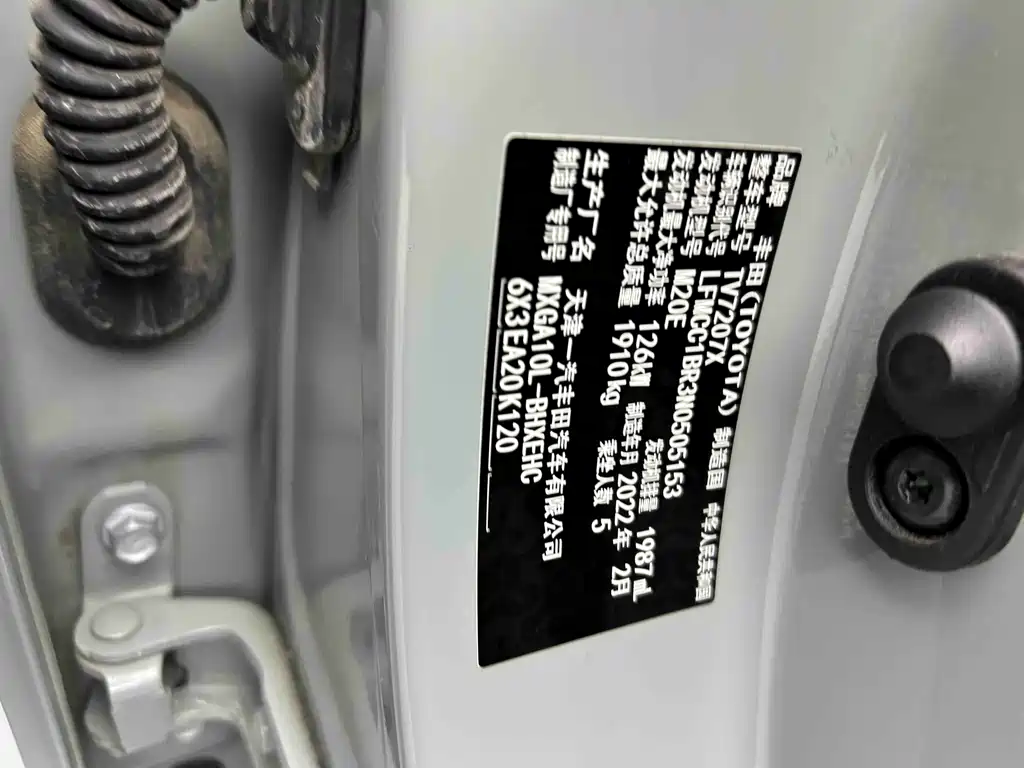 品牌 丰田(TOYOTA) 制造国 中华人民共和国
整车型号 TV7207X
车辆识别代号 LFMCC1BR3N0505153
发动机型号 M20E 发动机排量 1987 mL
发动机最大净功率 126kW 制造年月 2022年 2月
最大允许总质量 1910kg 乘坐人数 5
生产厂名 天津一汽丰田汽车有限公司
制造厂专用号 MXGA10L-BHXEHC
6X3EA20K120